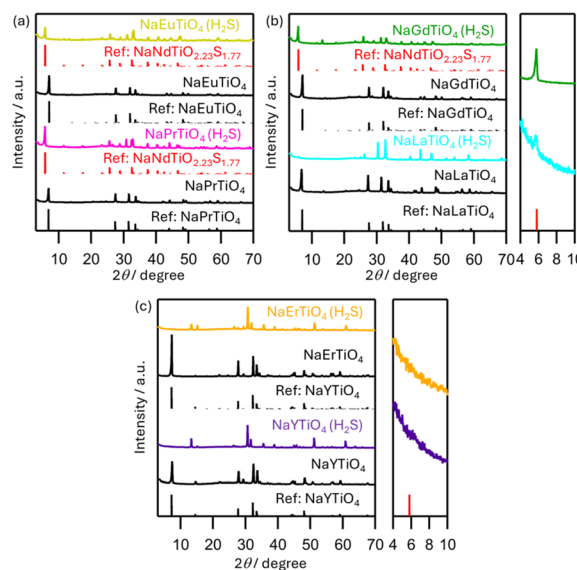 (a)
Intensity / a.u.
NaEuTiO₄ (H₂S)
Ref: NaNdTiO₂.₂₃S₁.₇₇
NaEuTiO₄
Ref: NaEuTiO₄
NaPrTiO₄ (H₂S)
Ref: NaNdTiO₂.₂₃S₁.₇₇
NaPrTiO₄
Ref: NaPrTiO₄
10 20 30 40 50 60 70
2θ / degree
(b)
Intensity / a.u.
NaGdTiO₄ (H₂S)
Ref: NaNdTiO₂.₂₃S₁.₇₇
NaGdTiO₄
Ref: NaGdTiO₄
NaLaTiO₄ (H₂S)
NaLaTiO₄
Ref: NaLaTiO₄
10 20 30 40 50 60 70
2θ / degree
4 6 8 10
(c)
Intensity / a.u.
NaErTiO₄ (H₂S)
NaErTiO₄
Ref: NaYTiO₄
NaYTiO₄ (H₂S)
NaYTiO₄
Ref: NaYTiO₄
10 20 30 40 50 60 70
2θ / degree
4 6 8 10